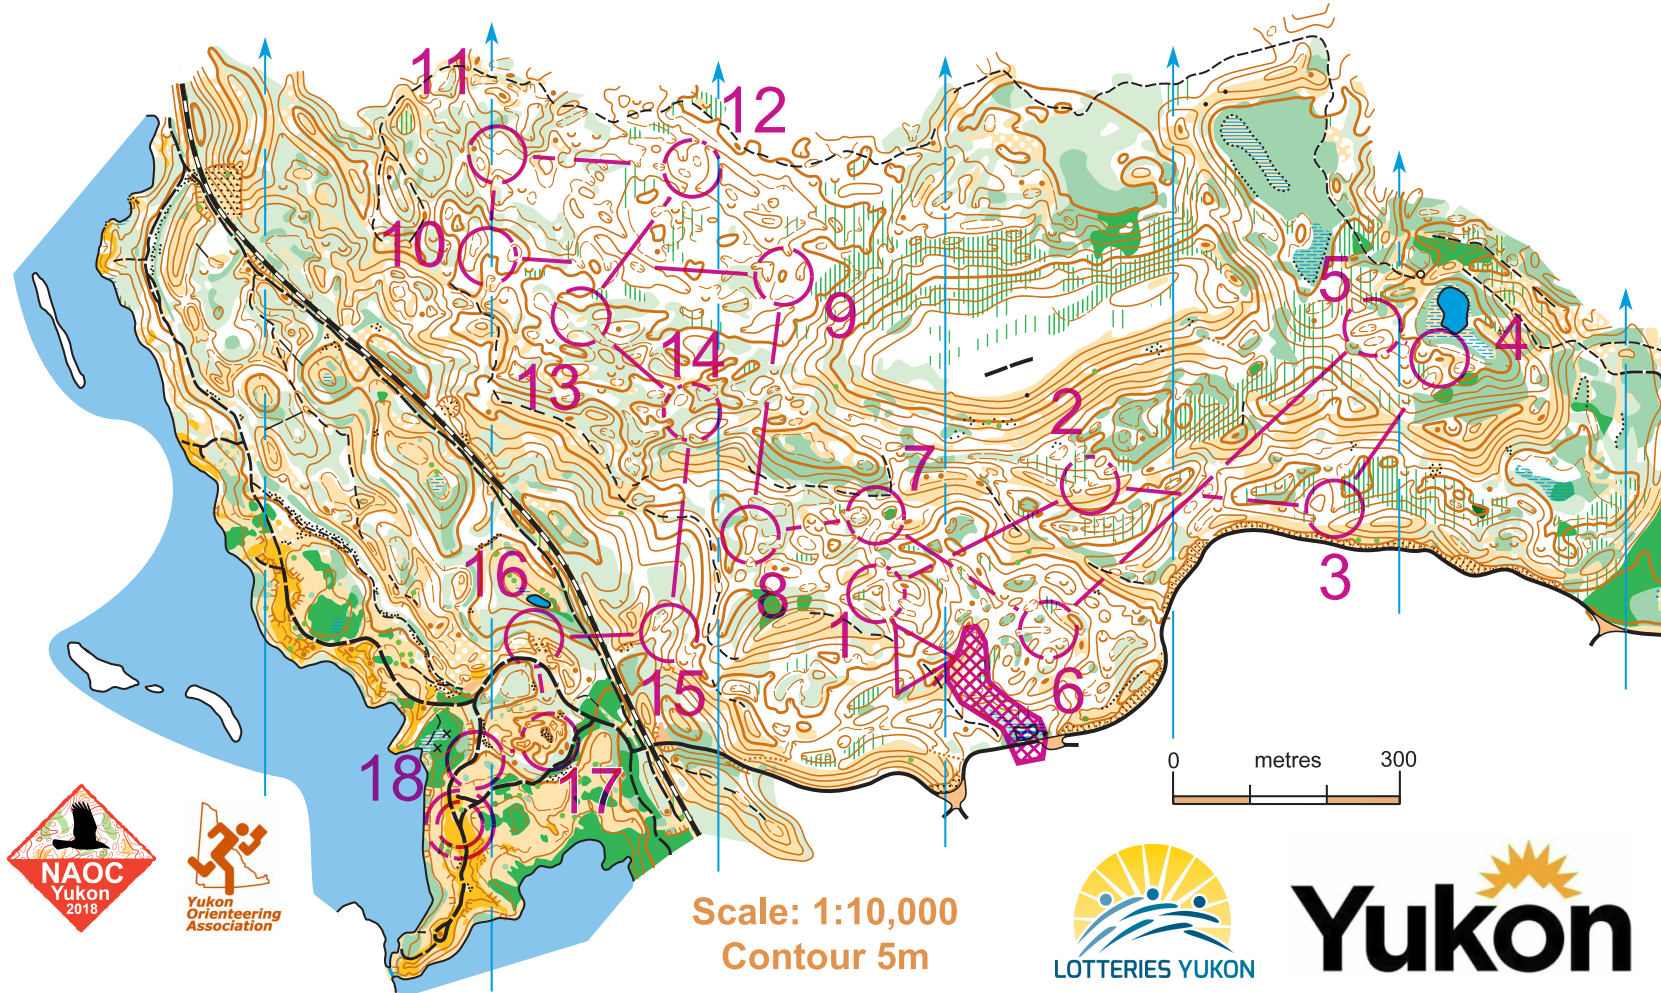 11
12
10
9
5
4
14
13
2
7
3
16
8
1
15
6
18
17
0 metres 300
NAOC
Yukon
2018
Yukon
Orienteering
Association
Scale: 1:10,000
Contour 5m
LOTTERIES YUKON
Yukon